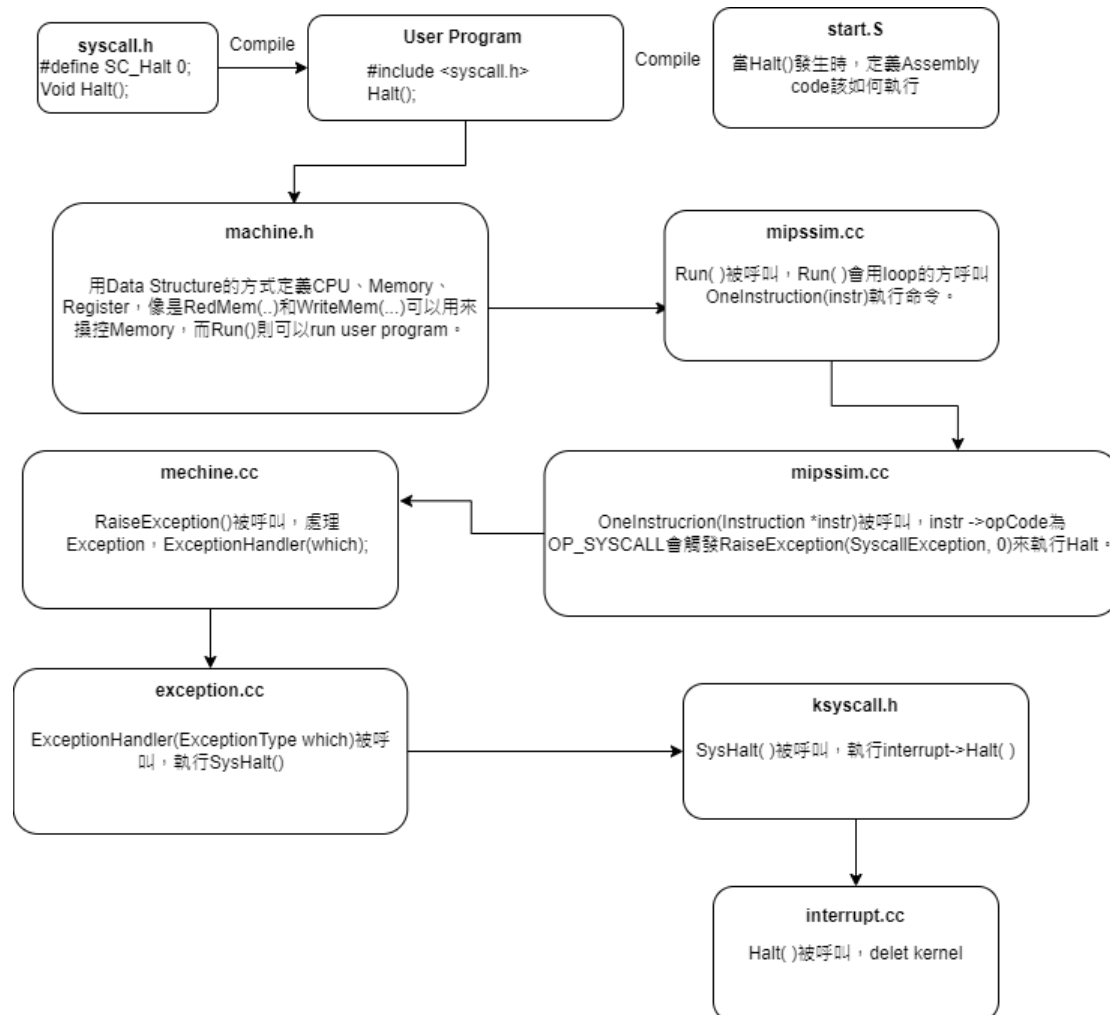 syscall.h
#define SC_Halt 0;
Void Halt();
Compile
User Program
#include <syscall.h>
Halt();
Compile
start.S
當Halt()發生時，定義Assembly
code該如何執行
machine.h
用Data Structure的方式定義CPU、Memory、
Register，像是RedMem(..)和WriteMem(...)可以用來
操控Memory，而Run()則可以run user program。
mipssim.cc
Run( )被呼叫，Run( )會用loop的方呼叫
OneInstruction(instr)執行命令。
mechine.cc
RaiseException()被呼叫，處理
Exception，ExceptionHandler(which);
mipssim.cc
OneInstrucrion(Instruction *instr)被呼叫，instr ->opCode為
OP_SYSCALL會觸發RaiseException(SyscallException, 0)來執行Halt。
exception.cc
ExceptionHandler(ExceptionType which)被呼
叫，執行SysHalt()
ksyscall.h
SysHalt( )被呼叫，執行interrupt->Halt( )
interrupt.cc
Halt( )被呼叫，delet kernel